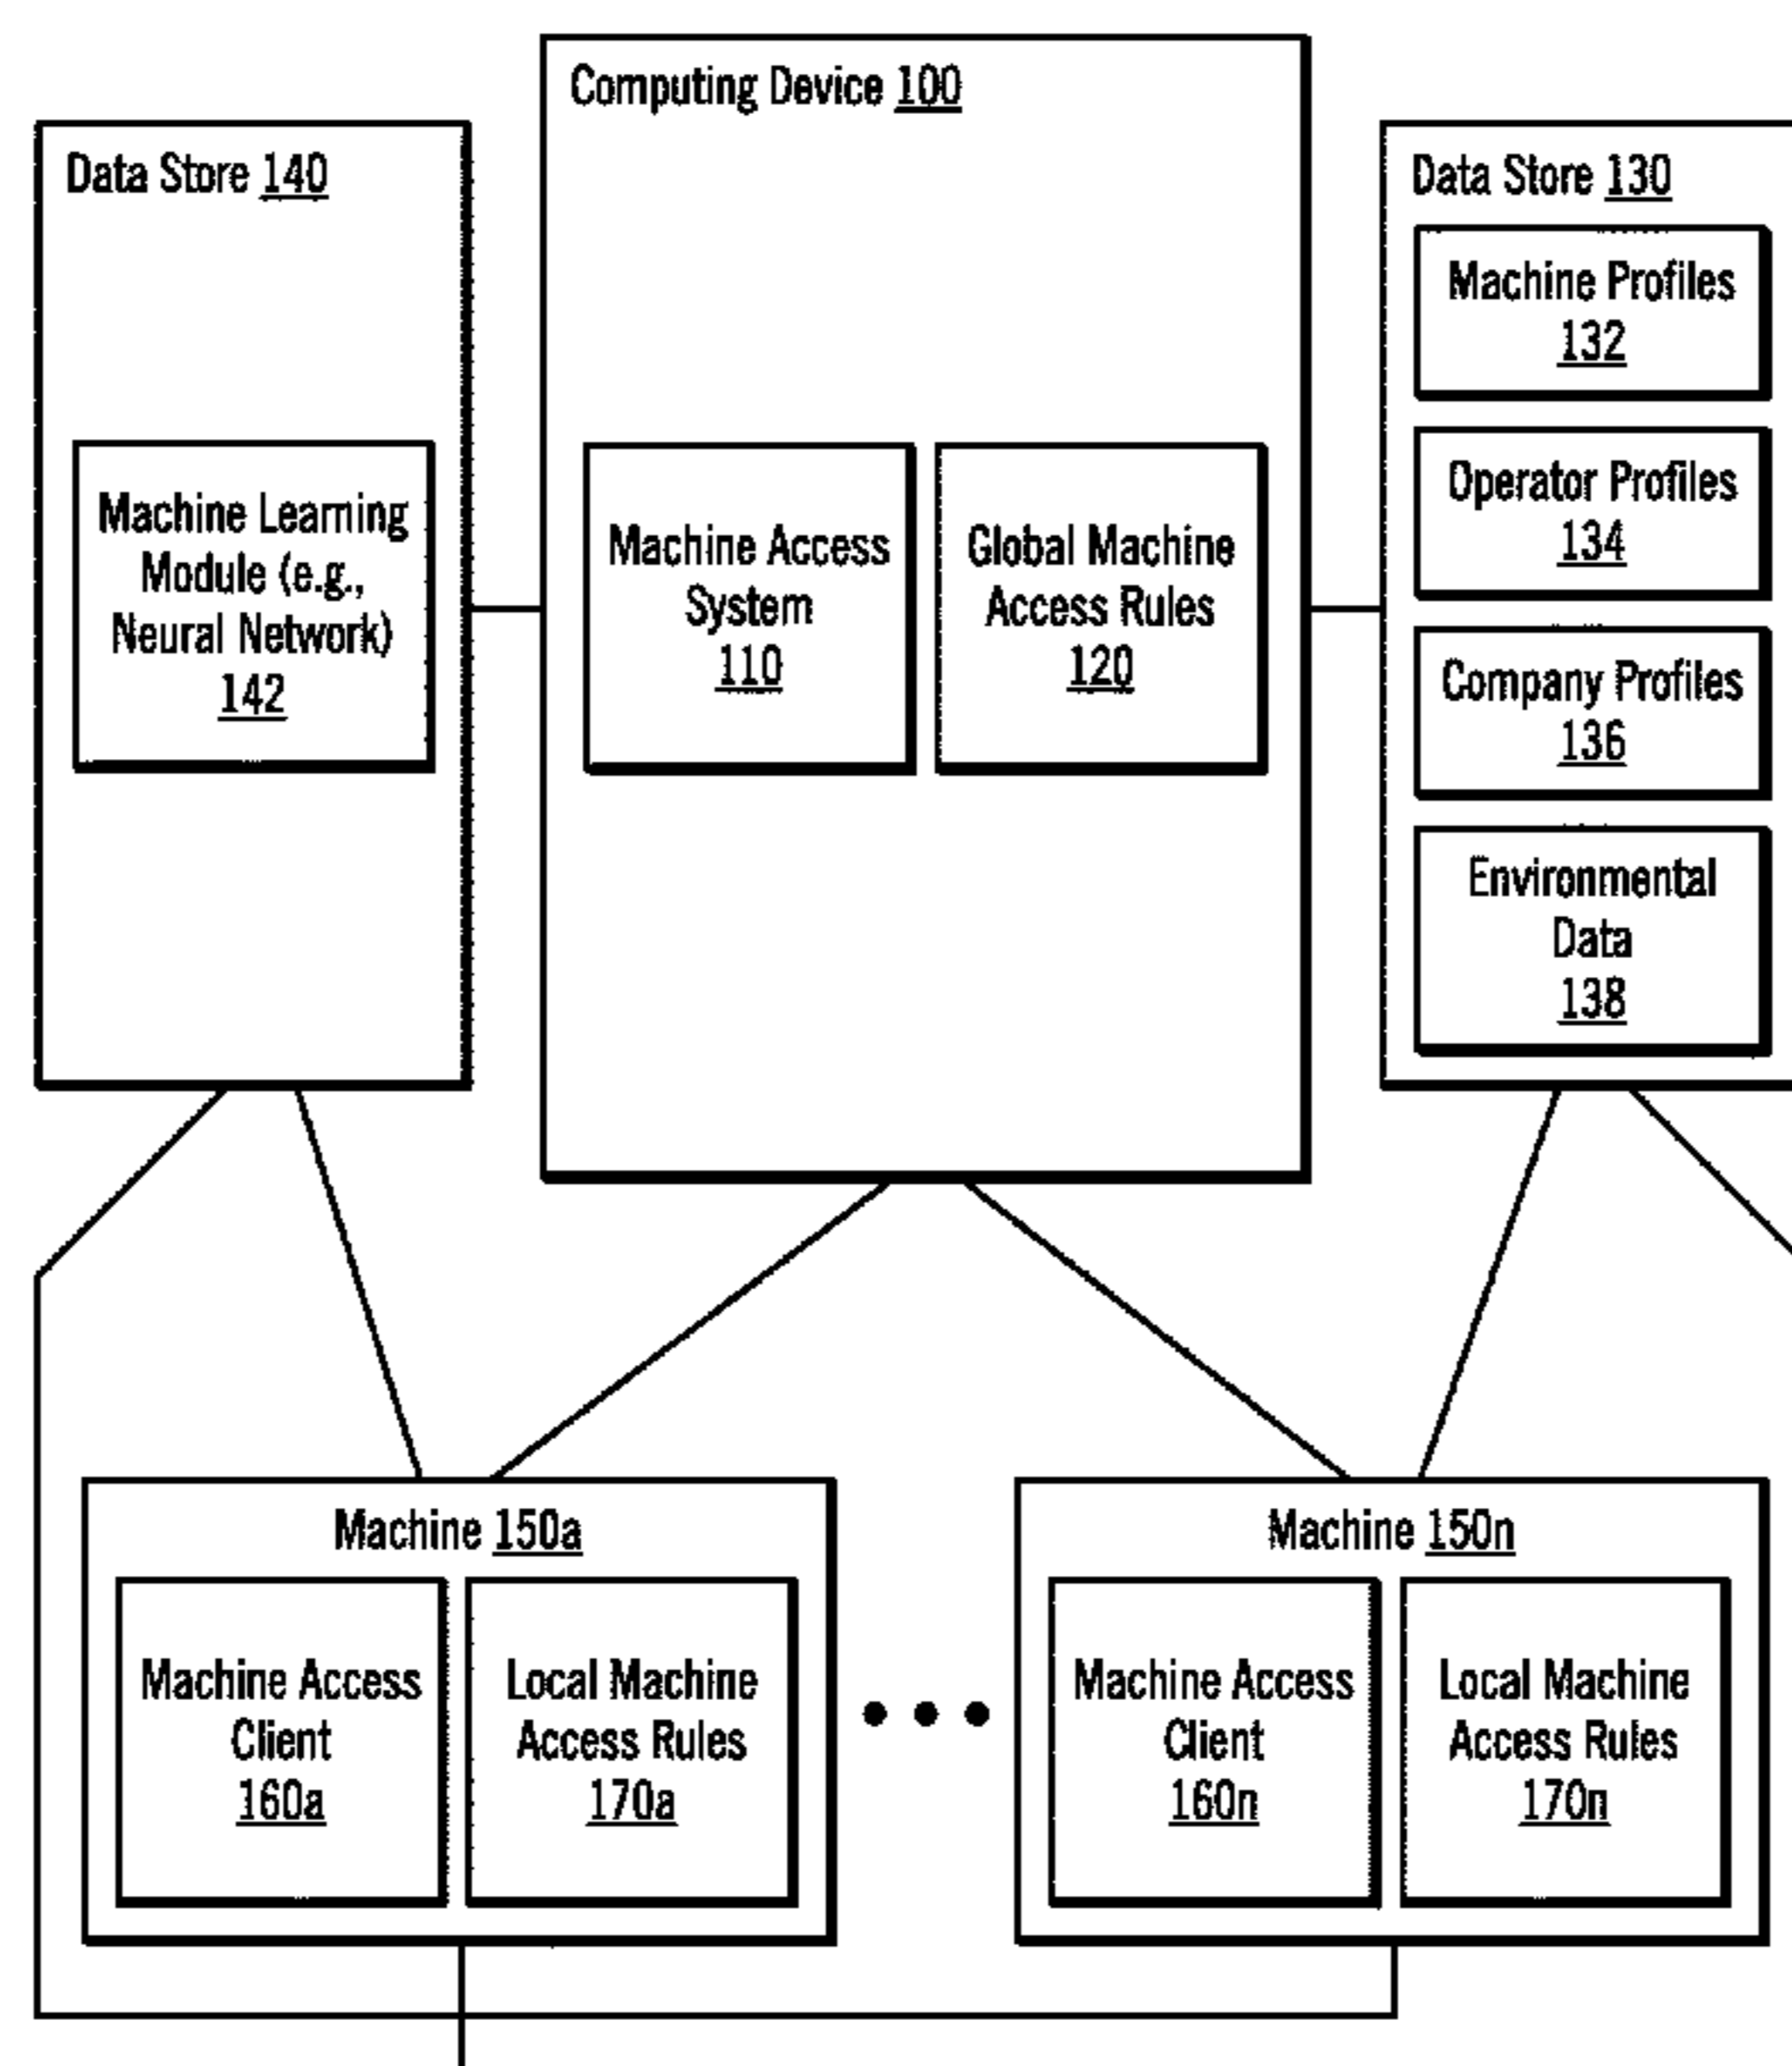 Computing Device 100
Data Store 140
Data Store 130
Machine Learning
Module (e.g.,
Neural Network)
142
Machine Access
System
110
Global Machine
Access Rules
120
Machine Profiles
132
Operator Profiles
134
Company Profiles
136
Environmental
Data
138
Machine 150a
Machine Access
Client
160a
Local Machine
Access Rules
170a
Machine 150n
Machine Access
Client
160n
Local Machine
Access Rules
170n